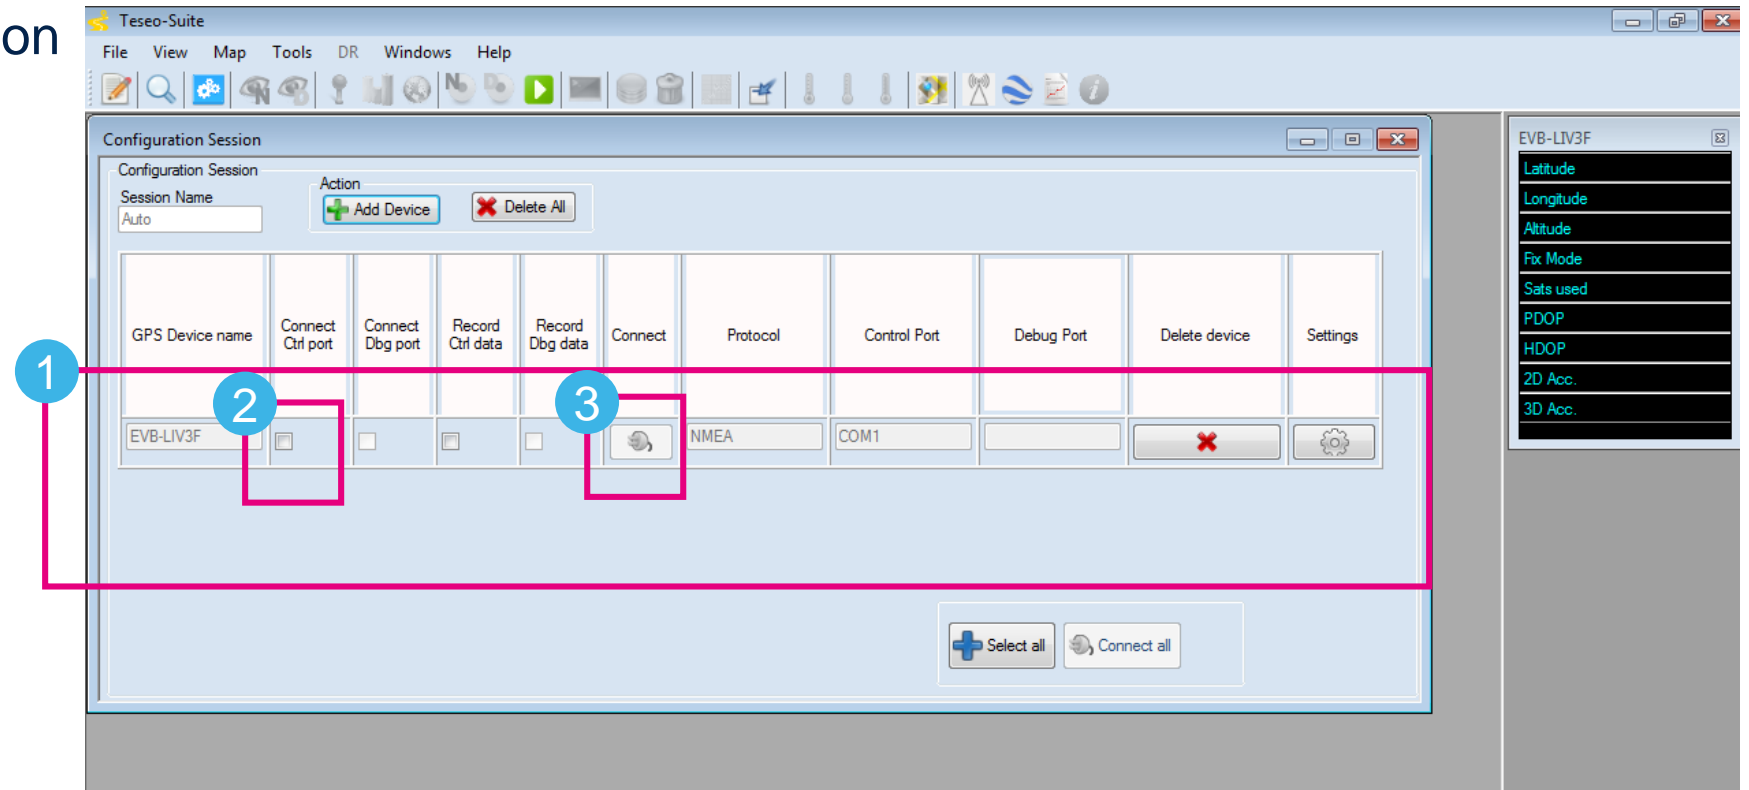 on
Teseo-Suite
File View Map Tools DR Windows Help
Configuration Session
Configuration Session
Session Name
Auto
Action
Add Device
Delete All
GPS Device name
Connect
Ctrl port
Connect
Dbg port
Record
Ctrl data
Record
Dbg data
Connect
Protocol
Control Port
Debug Port
Delete device
Settings
1
2
3
EVB-LIV3F
NMEA
COM1
Select all
Connect all
EVB-LIV3F
Latitude
Longitude
Altitude
Fix Mode
Sats used
PDOP
HDOP
2D Acc.
3D Acc.